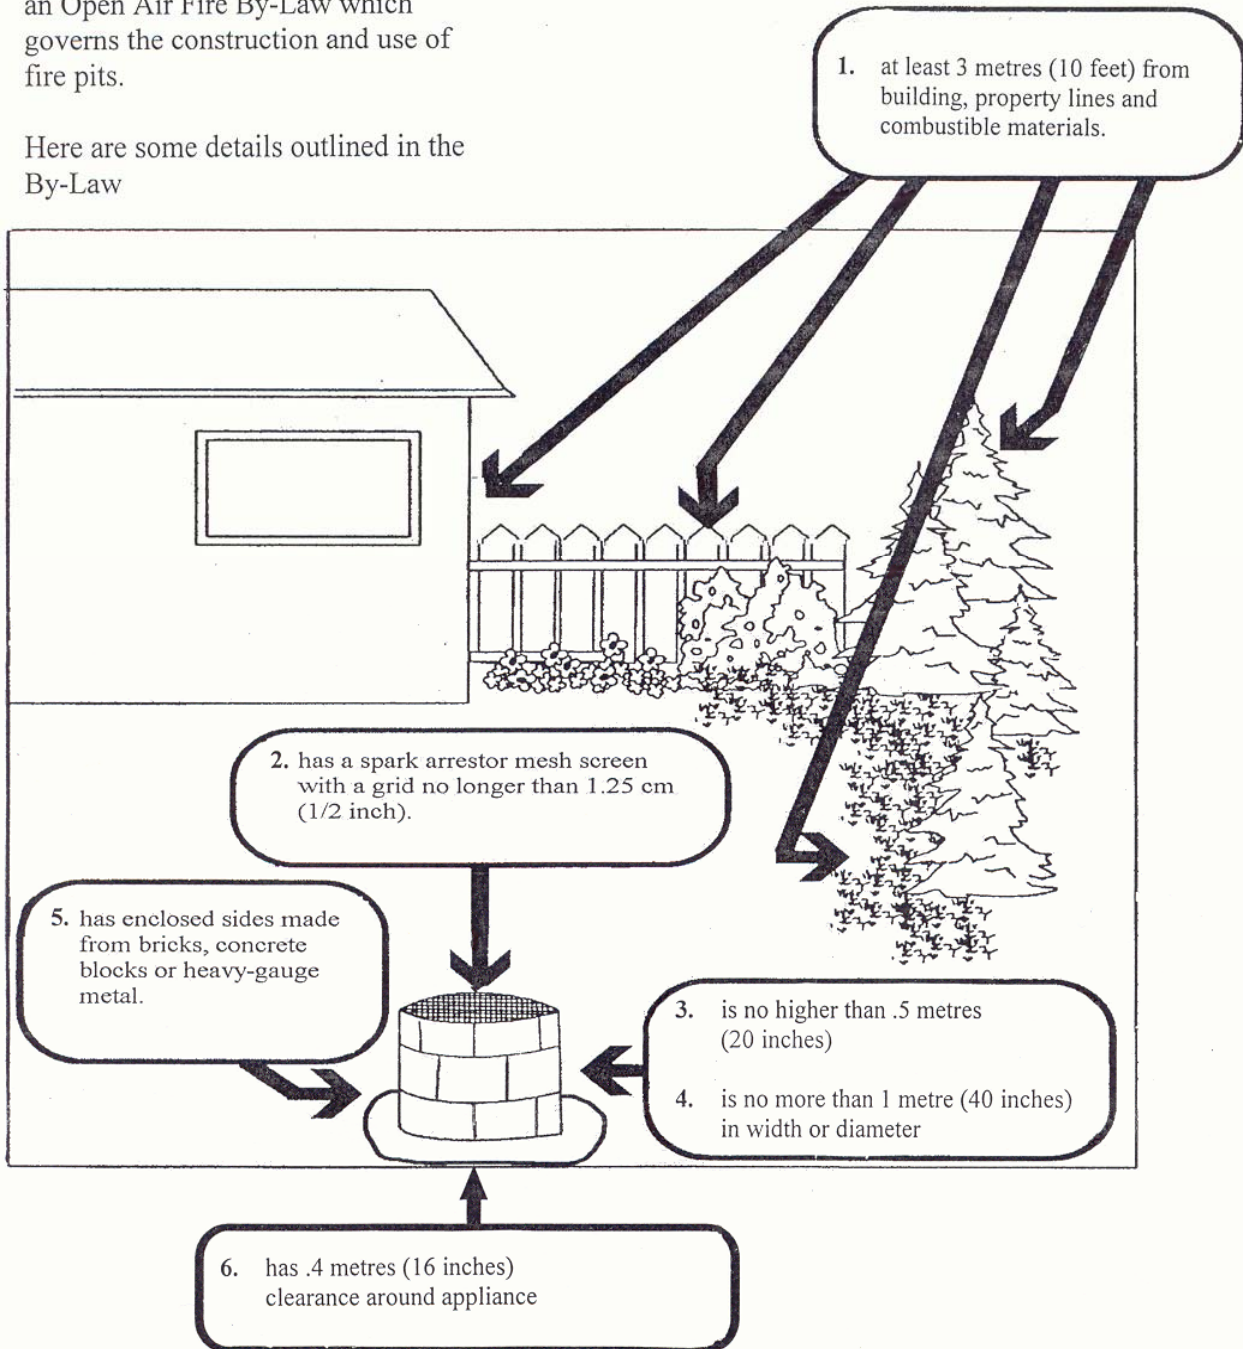 an Open Air Fire By-Law which
governs the construction and use of
fire pits.
Here are some details outlined in the
By-Law
1. at least 3 metres (10 feet) from
building, property lines and
combustible materials.
2. has a spark arrestor mesh screen
with a grid no longer than 1.25 cm
(1/2 inch).
5. has enclosed sides made
from bricks, concrete
blocks or heavy-gauge
metal.
3. is no higher than .5 metres
(20 inches)
4. is no more than 1 metre (40 inches)
in width or diameter
6. has .4 metres (16 inches)
clearance around appliance